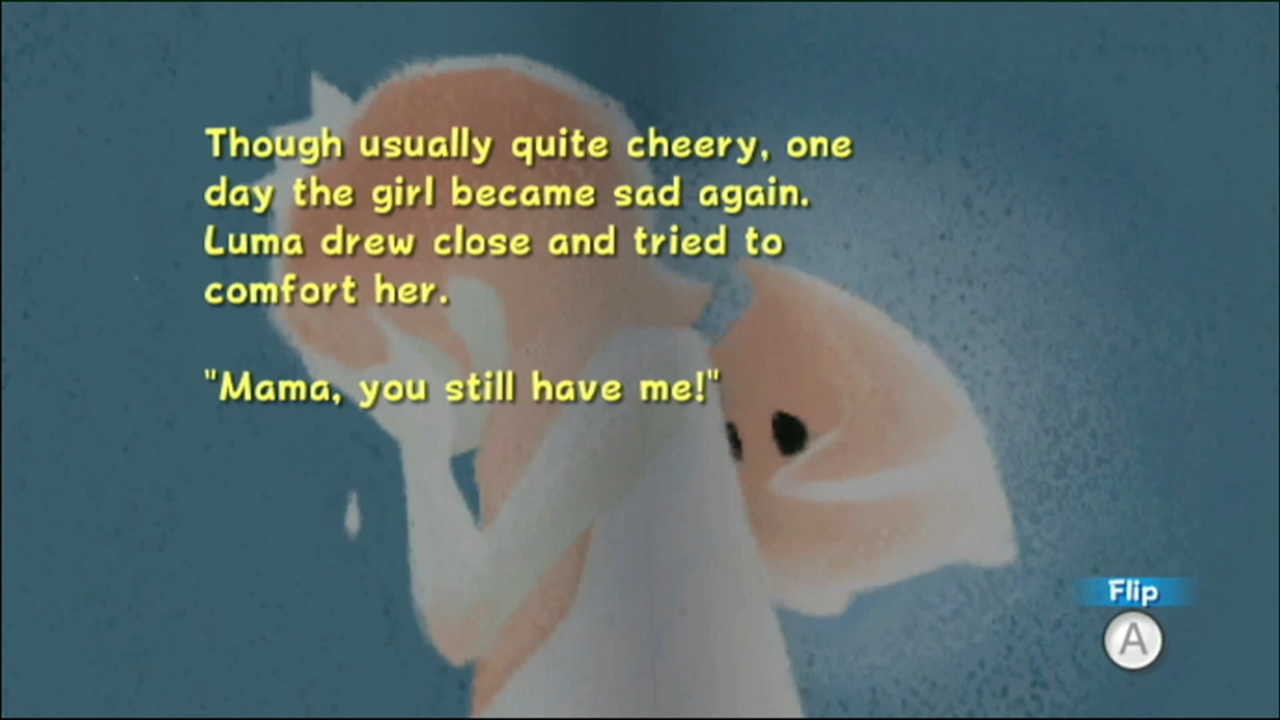 Though usually quite cheery, one
day the girl became sad again.
Luma drew close and tried to
comfort her.
"Mama, you still have me!"
Flip
A